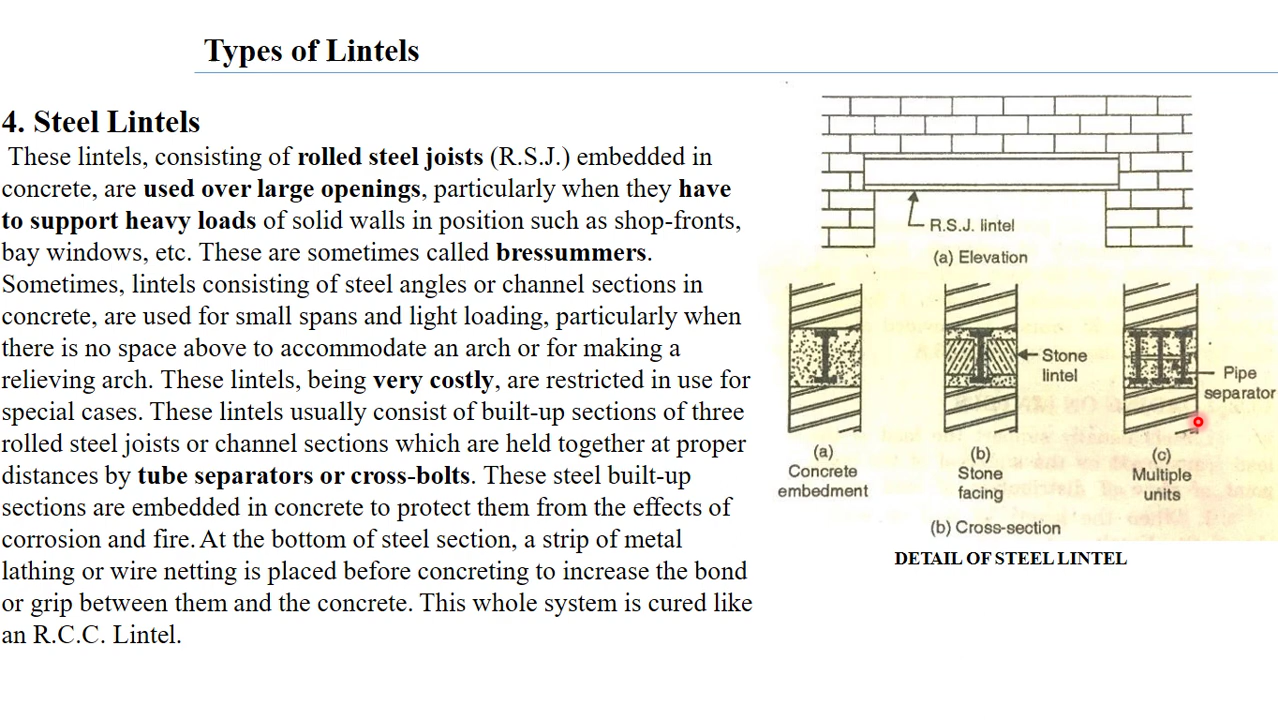 Types of Lintels
4. Steel Lintels
These lintels, consisting of rolled steel joists (R.S.J.) embedded in
concrete, are used over large openings, particularly when they have
to support heavy loads of solid walls in position such as shop-fronts,
bay windows, etc. These are sometimes called bressummers.
Sometimes, lintels consisting of steel angles or channel sections in
concrete, are used for small spans and light loading, particularly when
there is no space above to accommodate an arch or for making a
relieving arch. These lintels, being very costly, are restricted in use for
special cases. These lintels usually consist of built-up sections of three
rolled steel joists or channel sections which are held together at proper
distances by tube separators or cross-bolts. These steel built-up
sections are embedded in concrete to protect them from the effects of
corrosion and fire. At the bottom of steel section, a strip of metal
lathing or wire netting is placed before concreting to increase the bond
or grip between them and the concrete. This whole system is cured like
an R.C.C. Lintel.
R.S.J. lintel
(a) Elevation
Stone
lintel
Pipe
separator
(a)
Concrete
embedment
(b)
Stone
facing
(c)
Multiple
units
(b) Cross-section
DETAIL OF STEEL LINTEL